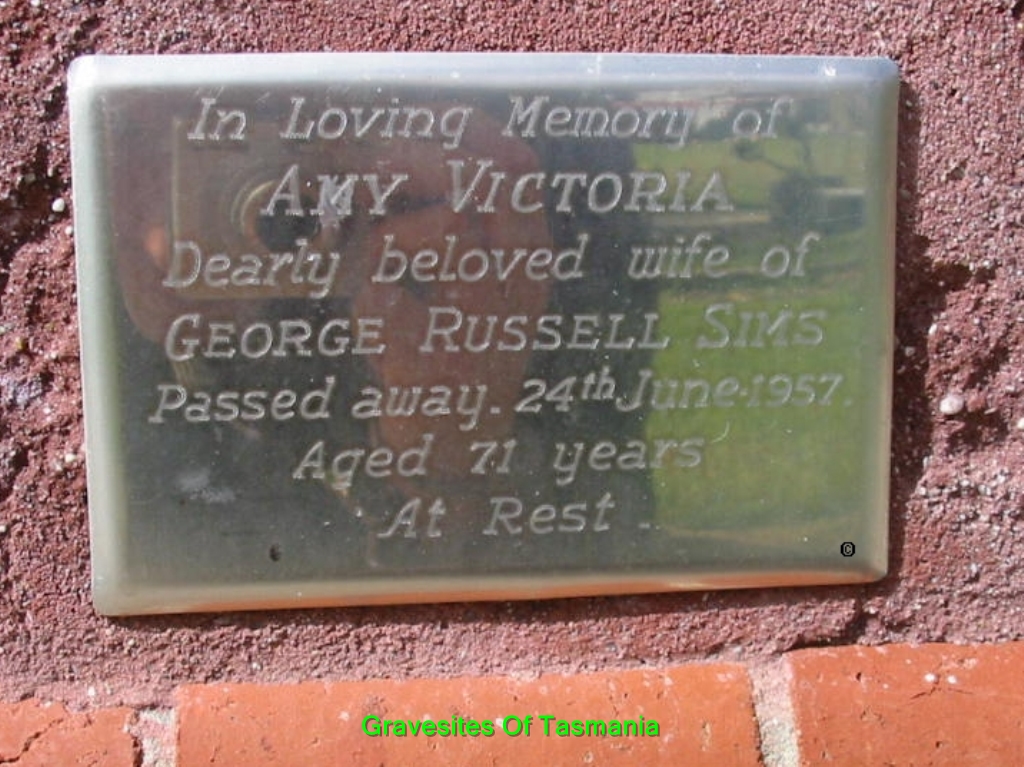 In Loving Memory of
AMY VICTORIA
Dearly beloved wife of
GEORGE RUSSELL SIMS
Passed away. 24th June 1957.
Aged 71 years
At Rest.
©
Gravesites Of Tasmania